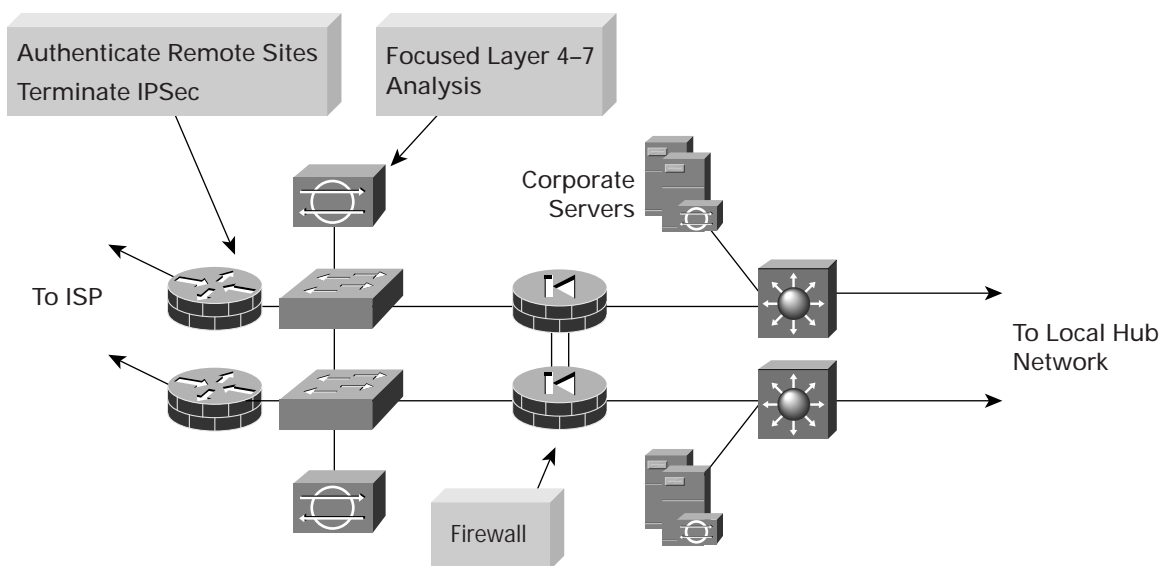 Authenticate Remote Sites
Terminate IPSec
Focused Layer 4–7
Analysis
Corporate
Servers
To ISP
To Local Hub
Network
Firewall